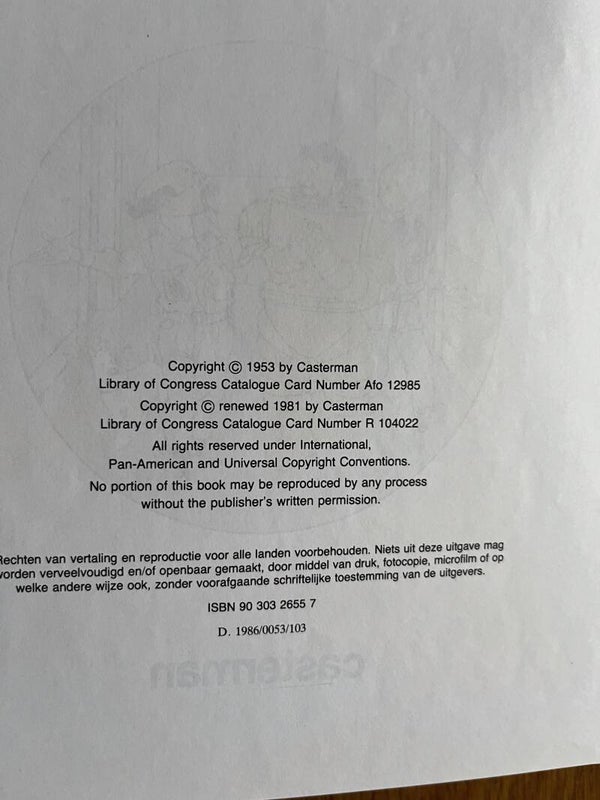 Copyright © 1953 by Casterman
Library of Congress Catalogue Card Number Afo 12985
Copyright © renewed 1981 by Casterman
Library of Congress Catalogue Card Number R 104022
All rights reserved under International,
Pan-American and Universal Copyright Conventions.
No portion of this book may be reproduced by any process
without the publisher's written permission.
Rechten van vertaling en reproductie voor alle landen voorbehouden. Niets uit deze uitgave mag
worden verveelvoudigd en/of openbaar gemaakt, door middel van druk, fotocopie, microfilm of op
welke andere wijze ook, zonder voorafgaande schriftelijke toestemming van de uitgevers.
ISBN 90 303 2655 7
D. 1986/0053/103
casterman